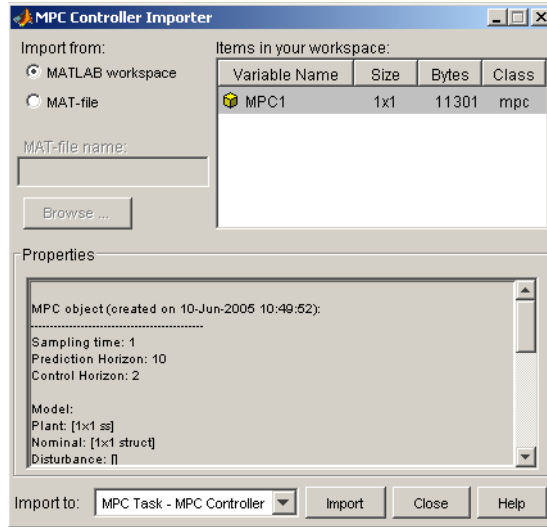 MPC Controller Importer
Import from:
MATLAB workspace
MAT-file
MAT-file name:
Browse ...
Items in your workspace:
Variable Name Size Bytes Class
MPC1 1x1 11301 mpc
Properties
MPC object (created on 10-Jun-2005 10:49:52):
---------------------------------------------
Sampling time: 1
Prediction Horizon: 10
Control Horizon: 2
Model:
Plant: [1x1 ss]
Nominal: [1x1 struct]
Disturbance: []
Import to: MPC Task - MPC Controller Import Close Help